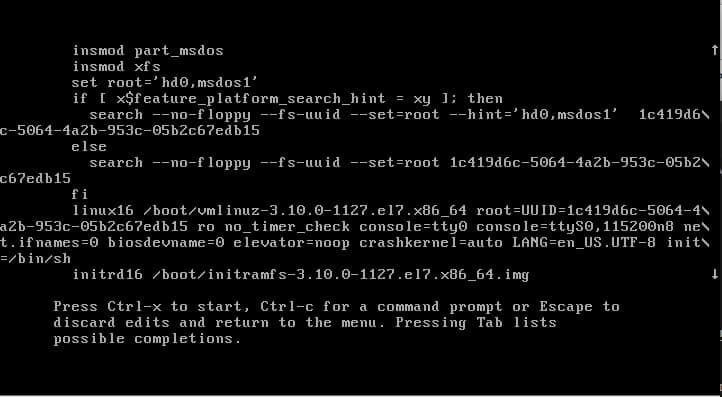 insmod part_msdos
insmod xfs
set root='hd0,msdos1'
if [ x$feature_platform_search_hint = xy ]; then
search --no-floppy --fs-uuid --set=root --hint='hd0,msdos1'  1c419d6\
c-5064-4a2b-953c-05b2c67edb15
else
search --no-floppy --fs-uuid --set=root 1c419d6c-5064-4a2b-953c-05b2\
c67edb15
fi
linux16 /boot/vmlinuz-3.10.0-1127.el7.x86_64 root=UUID=1c419d6c-5064-4\
a2b-953c-05b2c67edb15 ro no_timer_check console=tty0 console=ttyS0,115200n8 ne\
t.ifnames=0 biosdevname=0 elevator=noop crashkernel=auto LANG=en_US.UTF-8 init\
=/bin/sh
initrd16 /boot/initramfs-3.10.0-1127.el7.x86_64.img
Press Ctrl-x to start, Ctrl-c for a command prompt or Escape to
discard edits and return to the menu. Pressing Tab lists
possible completions.